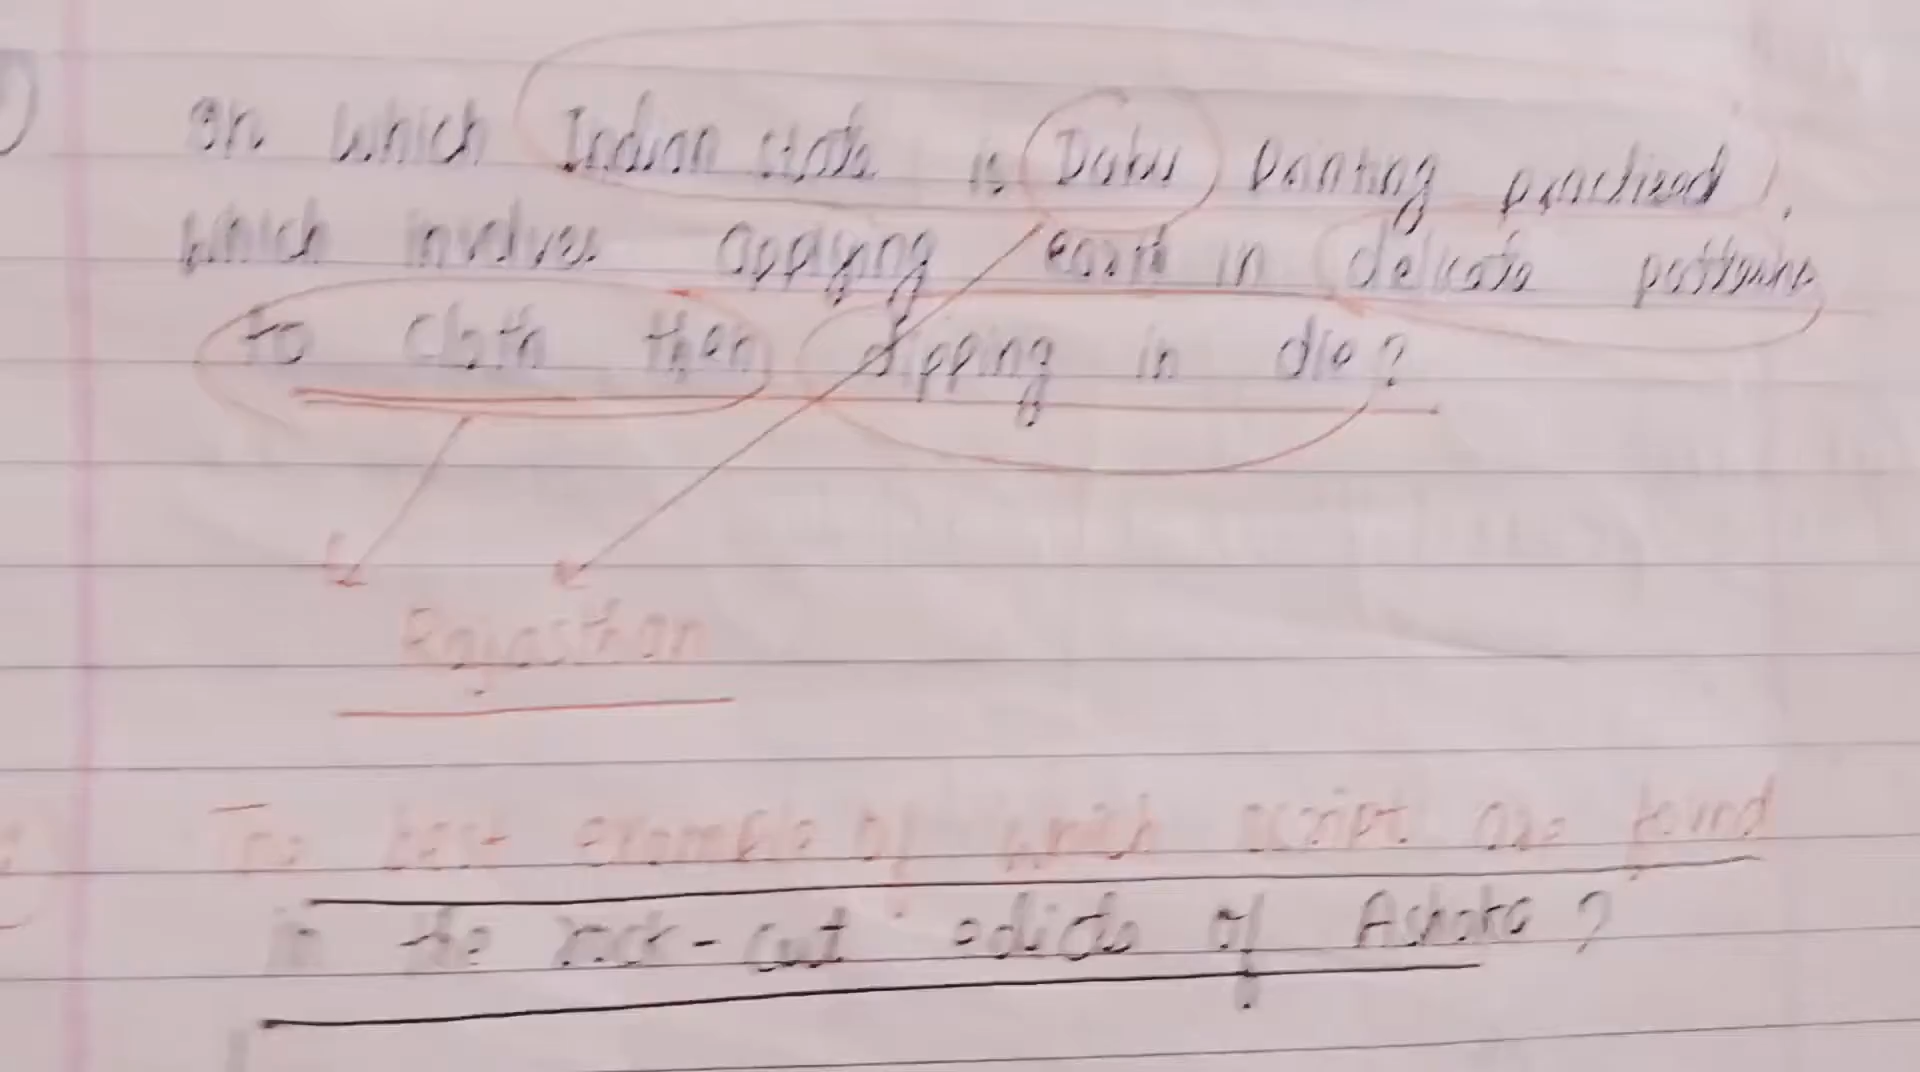 In which Indian state is Dabu Painting practised,
which involves applying earth in delicate patterns
to cloth then dipping in die?
Rajasthan
The best example of which script are found
in the rock-cut edicts of Ashoka?